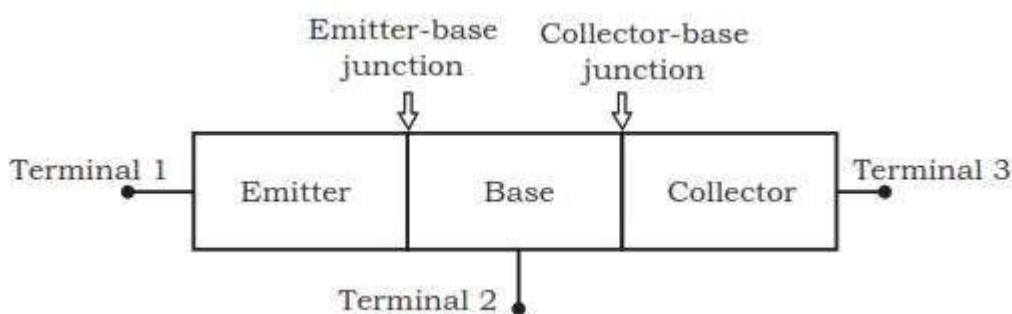 Emitter-base
junction
Collector-base
junction
Terminal 1
Emitter
Base
Collector
Terminal 3
Terminal 2